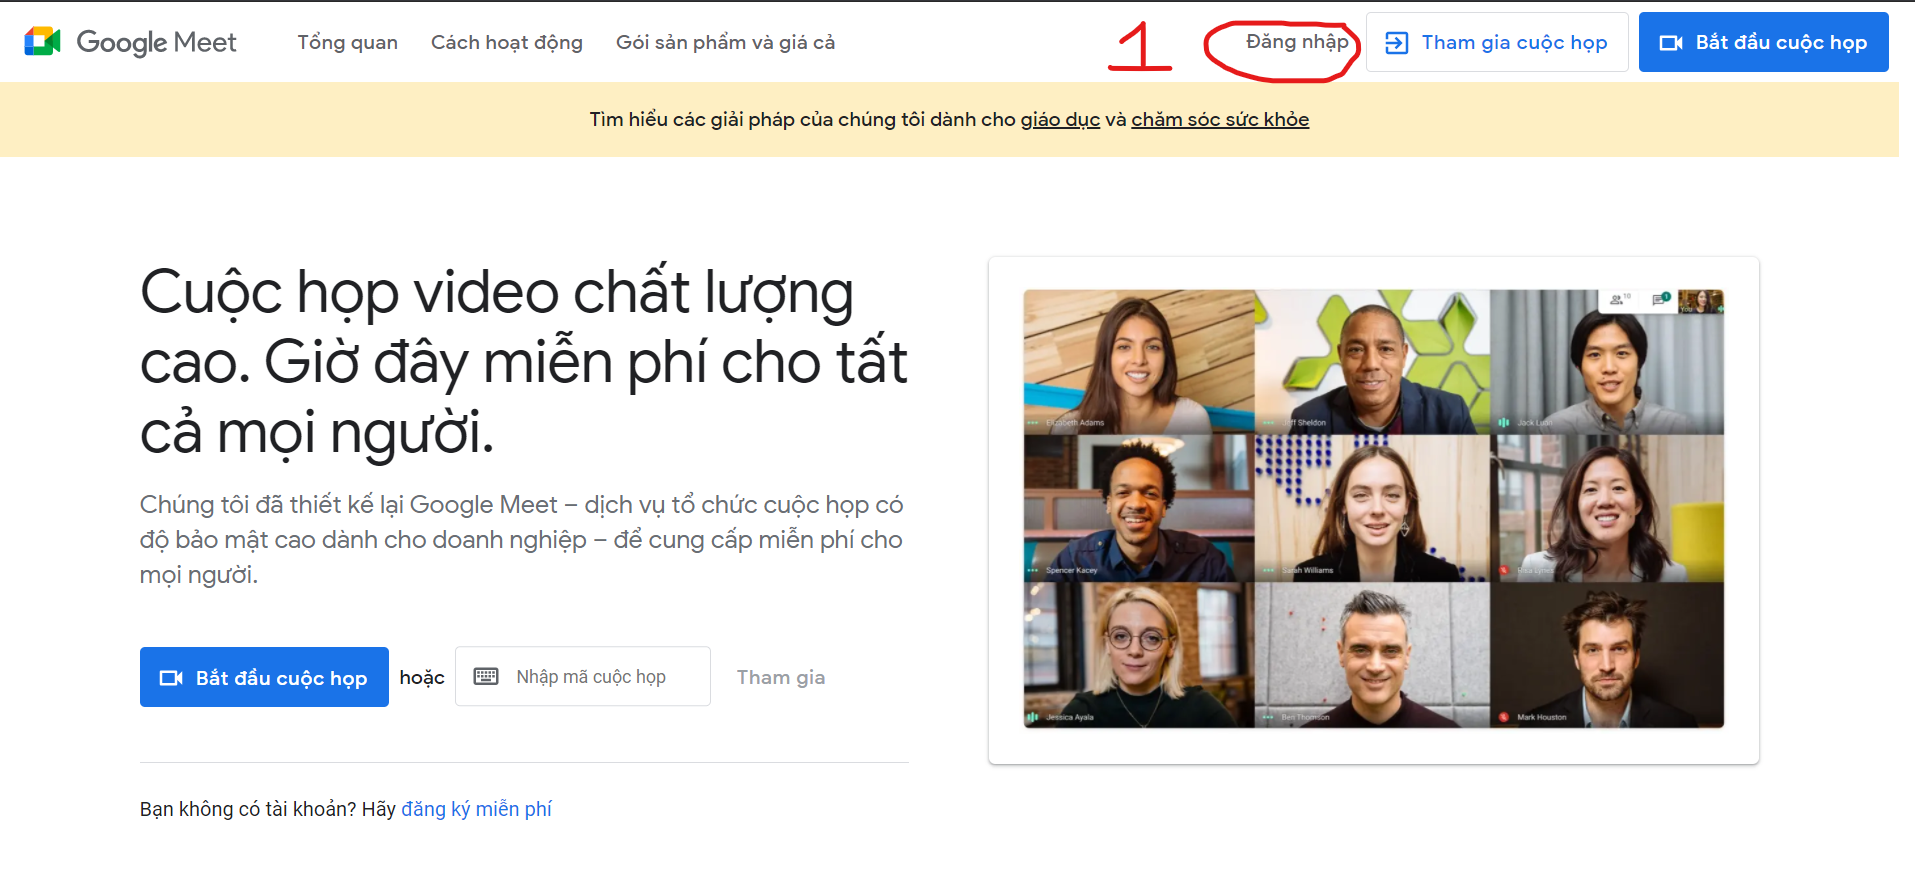 Google Meet
Tổng quan
Cách hoạt động
Gói sản phẩm và giá cả
1
Đăng nhập
Tham gia cuộc họp
Bắt đầu cuộc họp
Tìm hiểu các giải pháp của chúng tôi dành cho giáo dục và chăm sóc sức khỏe
Cuộc họp video chất lượng
cao. Giờ đây miễn phí cho tất
cả mọi người.
Chúng tôi đã thiết kế lại Google Meet – dịch vụ tổ chức cuộc họp có
độ bảo mật cao dành cho doanh nghiệp – để cung cấp miễn phí cho
mọi người.
Bắt đầu cuộc họp
hoặc
Nhập mã cuộc họp
Tham gia
Bạn không có tài khoản? Hãy đăng ký miễn phí
10
1
You
Elizabeth Adams
Jeff Sheldon
Jack Luan
Spencer Kacey
Sarah Williams
Jessica Ayala
Ben Thomson
Mark Houston